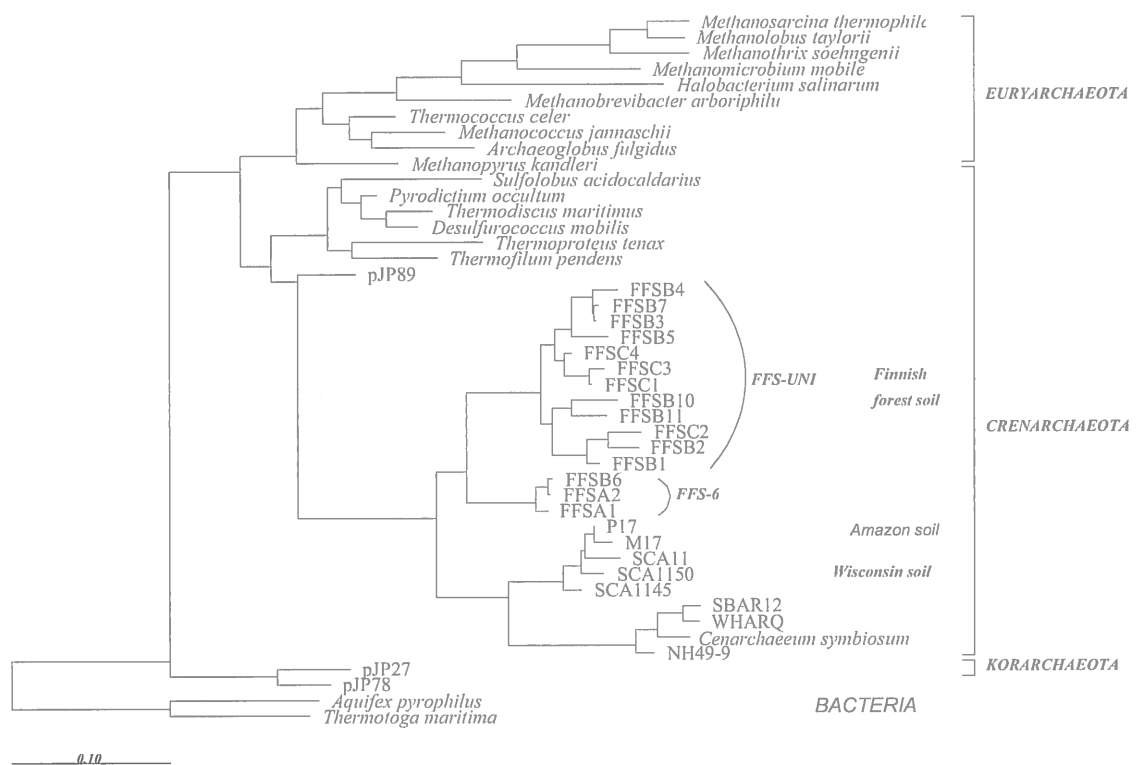 Methanosarcina thermophila
Methanolobus taylorii
Methanothrix soehngenii
Methanomicrobium mobile
Halobacterium salinarum
Methanobrevibacter arboriphilu
EURYARCHAEOTA
Thermococcus celer
Methanococcus jannaschii
Archaeoglobus fulgidus
Methanopyrus kandleri
Sulfolobus acidocaldarius
Pyrodictium occultum
Thermodiscus maritimus
Desulfurococcus mobilis
Thermoproteus tenax
Thermofilum pendens
pJP89
FFSB4
FFSB7
FFSB3
FFSB5
FFSC4
FFSC3
FFSC1
FFS-UNI
Finnish
forest soil
FFSB10
FFSB11
CRENARCHAEOTA
FFSC2
FFSB2
FFSB1
FFSB6
FFSA2
FFS-6
FFSA1
P17
Amazon soil
M17
SCA11
SCA1150
Wisconsin soil
SCA1145
SBAR12
WHARQ
Cenarchaeeum symbiosum
NH49-9
pJP27
KORARCHAEOTA
pJP78
Aquifex pyrophilus
BACTERIA
Thermotoga maritima
0.10